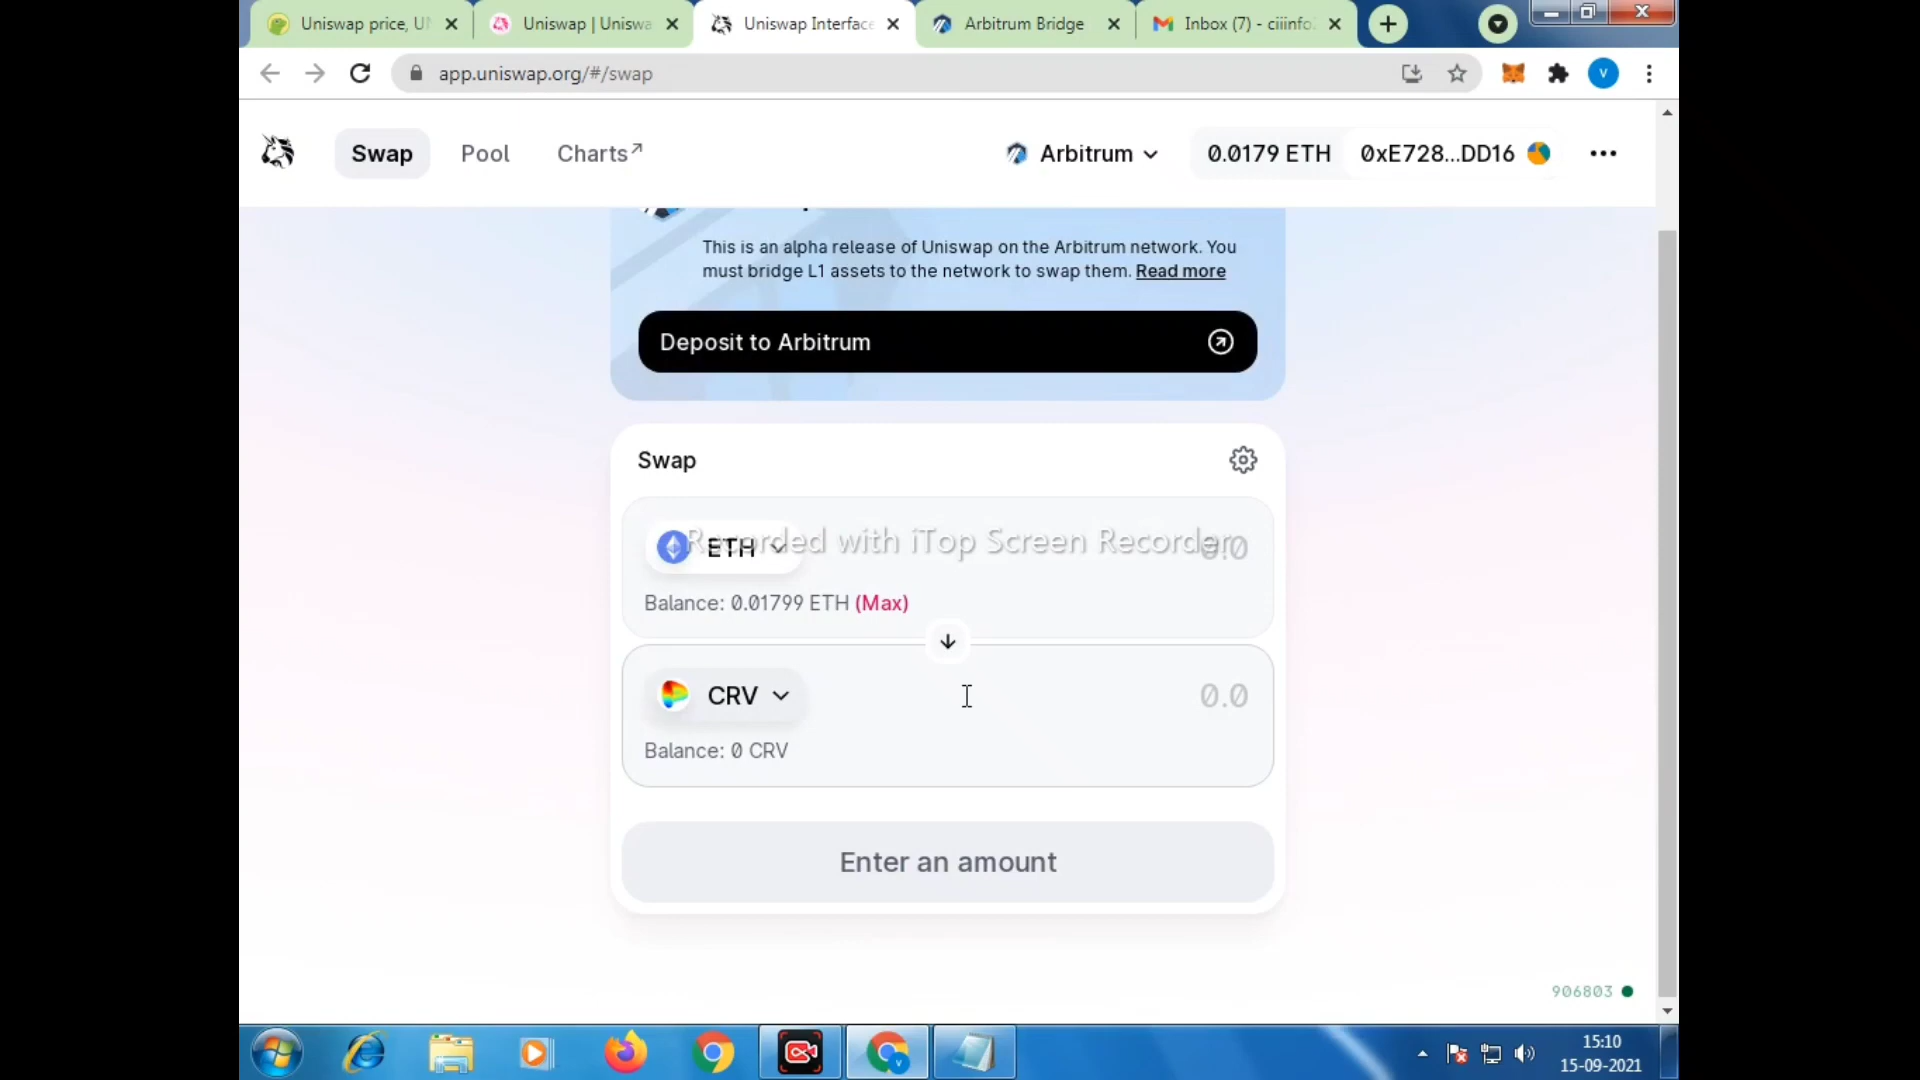 Uniswap price, U
Uniswap | Uniswa
Uniswap Interface
Arbitrum Bridge
Inbox (7) - ciiinfo
V
app.uniswap.org/#/swap
Swap
Pool
Charts↗
Arbitrum
0.0179 ETH
0xE728...DD16
This is an alpha release of Uniswap on the Arbitrum network. You
must bridge L1 assets to the network to swap them. Read more
Deposit to Arbitrum
Swap
ETH
0.0
Recorded with iTop Screen Recorder
Balance: 0.01799 ETH (Max)
CRV
0.0
Balance: 0 CRV
Enter an amount
906803
15:10
15-09-2021